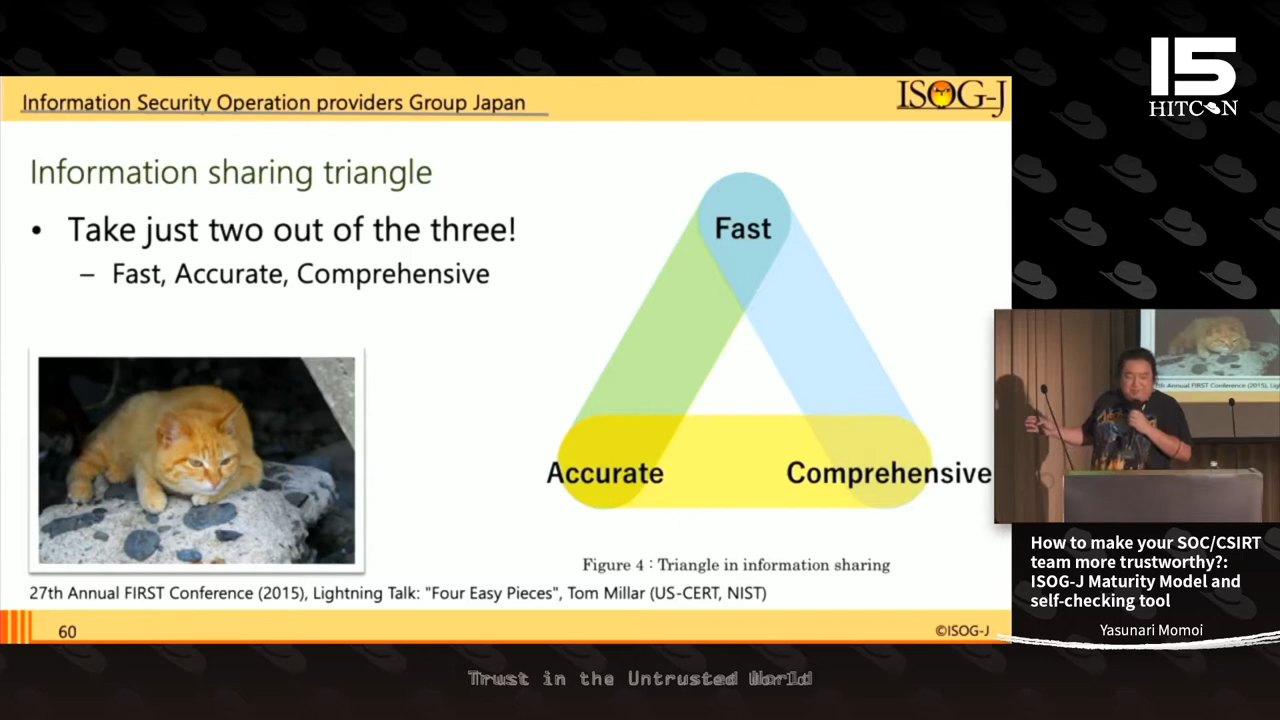 Information Security Operation providers Group Japan
ISOG-J
15
HITCON
Information sharing triangle
• Take just two out of the three!
– Fast, Accurate, Comprehensive
Fast
Accurate
Comprehensive
Figure 4 : Triangle in information sharing
27th Annual FIRST Conference (2015), Lightning Talk: "Four Easy Pieces", Tom Millar (US-CERT, NIST)
60
©ISOG-J
How to make your SOC/CSIRT
team more trustworthy?:
ISOG-J Maturity Model and
self-checking tool
Yasunari Momoi
Trust in the Untrusted World